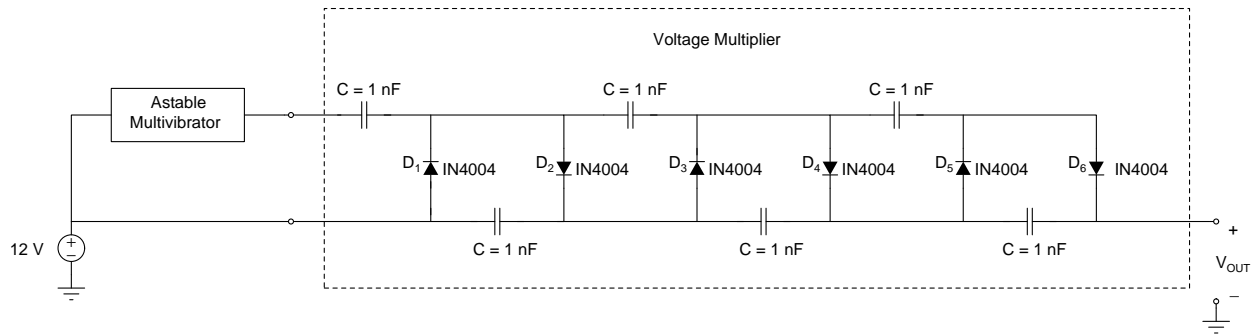 Voltage Multiplier
C = 1 nF
C = 1 nF
C = 1 nF
Astable
Multivibrator
D1
IN4004
D2
IN4004
D3
IN4004
D4
IN4004
D5
IN4004
D6
IN4004
12 V
+
−
C = 1 nF
C = 1 nF
C = 1 nF
+
VOUT
−